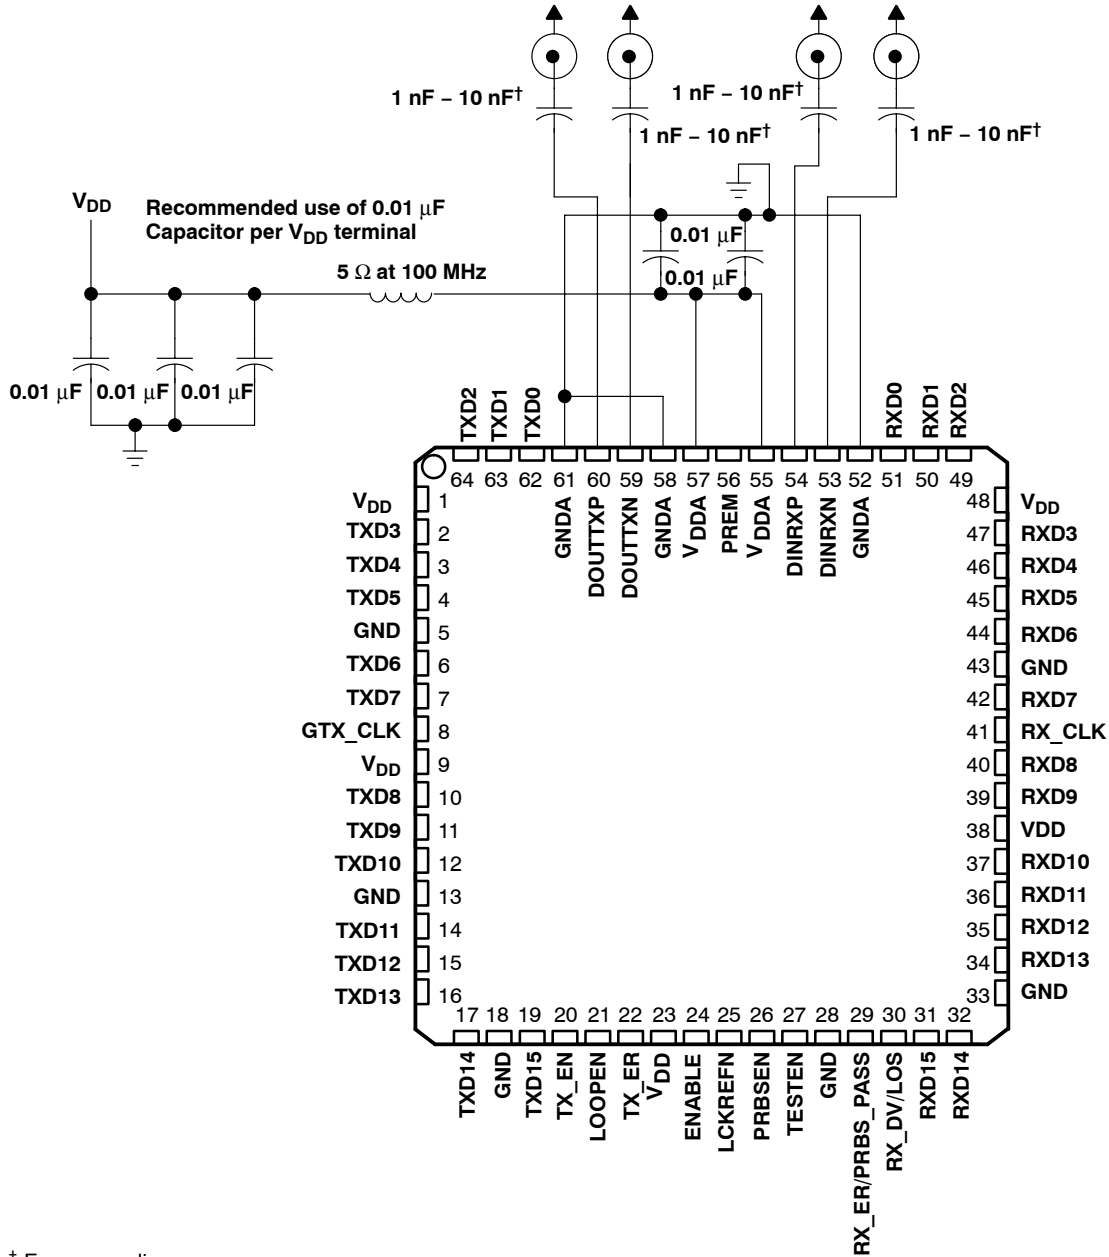 1 nF – 10 nF†
1 nF – 10 nF†
1 nF – 10 nF†
1 nF – 10 nF†
VDD
Recommended use of 0.01 μF
Capacitor per VDD terminal
5 Ω at 100 MHz
0.01 μF
0.01 μF
0.01 μF
0.01 μF
0.01 μF
TXD2
TXD1
TXD0
RXD0
RXD1
RXD2
64 63 62 61 60 59 58 57 56 55 54 53 52 51 50 49
GNDA
DOUTTXP
DOUTTXN
GNDA
VDDA
PREM
VDDA
DINRXP
DINRXN
GNDA
VDD 1
TXD3 2
TXD4 3
TXD5 4
GND 5
TXD6 6
TXD7 7
GTX_CLK 8
VDD 9
TXD8 10
TXD9 11
TXD10 12
GND 13
TXD11 14
TXD12 15
TXD13 16
48 VDD
47 RXD3
46 RXD4
45 RXD5
44 RXD6
43 GND
42 RXD7
41 RX_CLK
40 RXD8
39 RXD9
38 VDD
37 RXD10
36 RXD11
35 RXD12
34 RXD13
33 GND
17 18 19 20 21 22 23 24 25 26 27 28 29 30 31 32
TXD14
GND
TXD15
TX_EN
LOOPEN
TX_ER
VDD
ENABLE
LCKREFN
PRBSEN
TESTEN
GND
RX_ER/PRBS_PASS
RX_DV/LOS
RXD15
RXD14